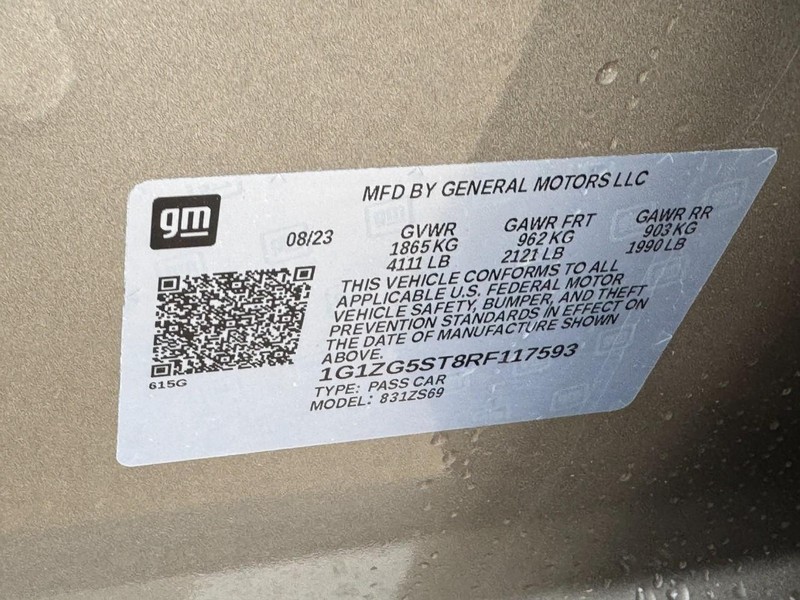 MFD BY GENERAL MOTORS LLC
gm
08/23 GVWR GAWR FRT GAWR RR
1865 KG 962 KG 903 KG
4111 LB 2121 LB 1990 LB
THIS VEHICLE CONFORMS TO ALL
APPLICABLE U.S. FEDERAL MOTOR
VEHICLE SAFETY, BUMPER, AND THEFT
PREVENTION STANDARDS IN EFFECT ON
THE DATE OF MANUFACTURE SHOWN
ABOVE.
615G
1G1ZG5ST8RF117593
TYPE: PASS CAR
MODEL: 831ZS69